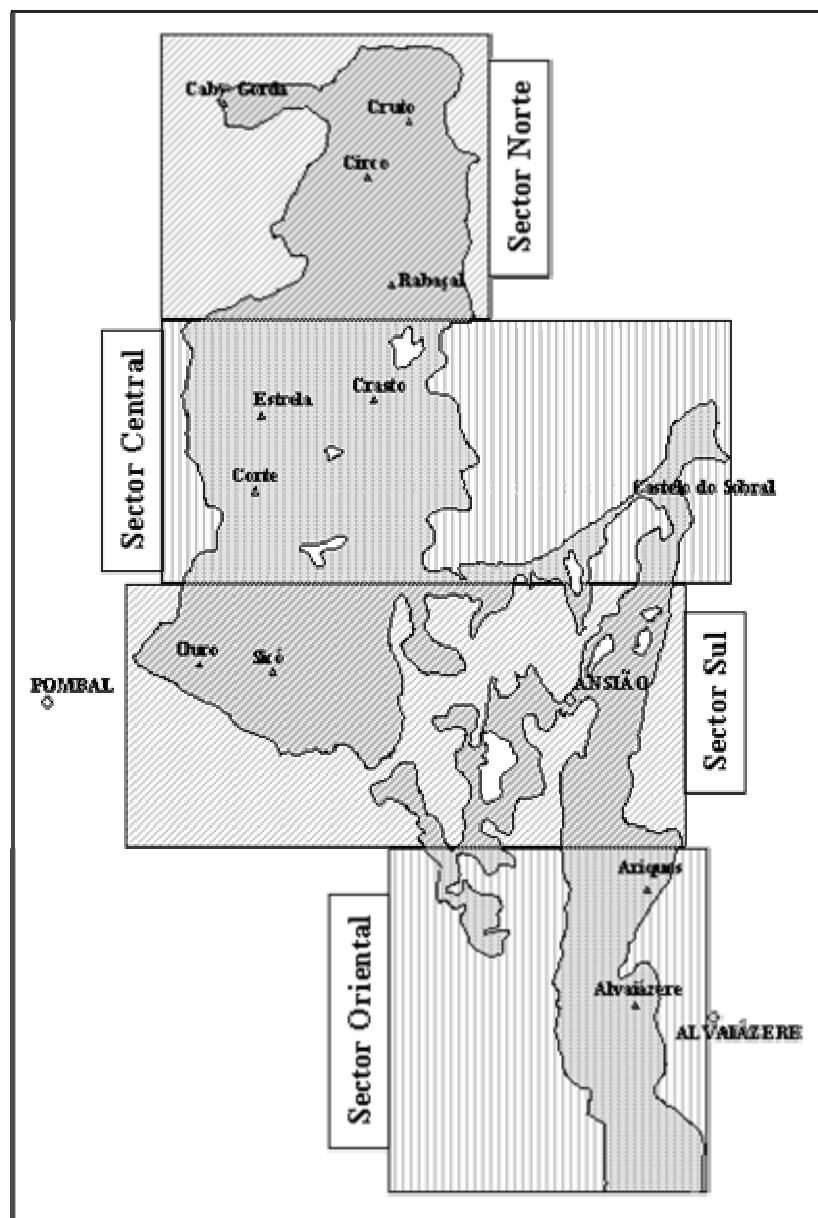 Cruto
Circo
Rabaçal
Sector Norte
Sector Central
Estrela
Crasto
Corte
Castelo do Sobral
Ouro
Sicó
POMBAL
ANSIÃO
Sector Sul
Ariques
Sector Oriental
Alvaiázere
ALVAIÁZERE